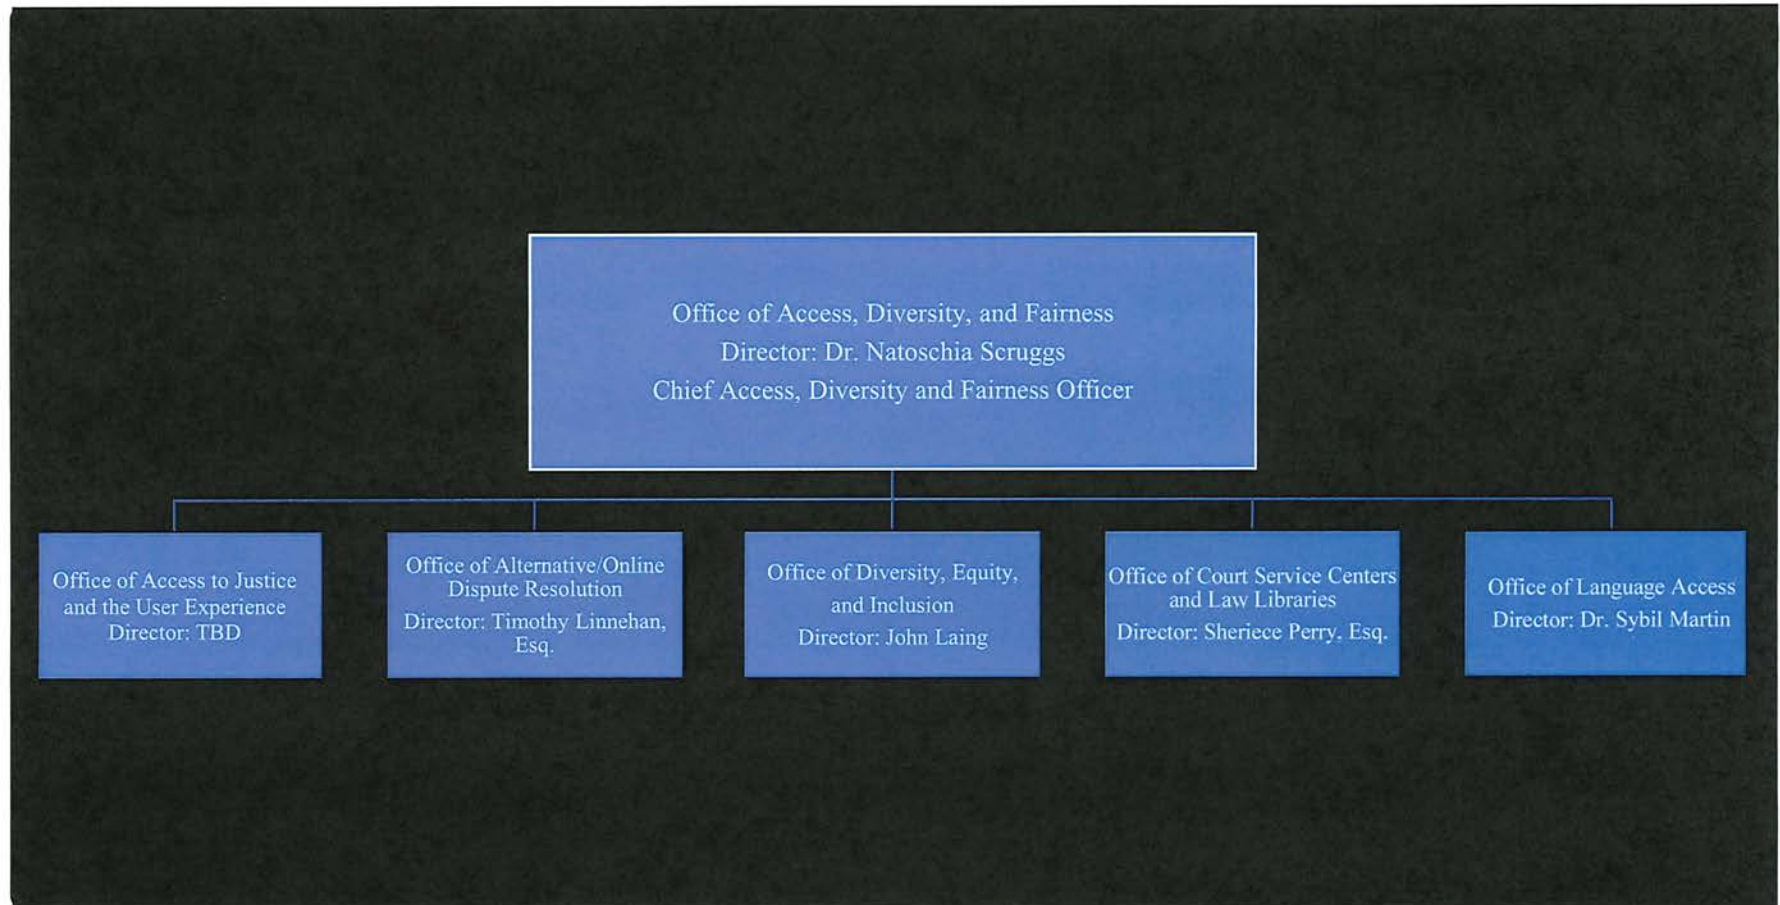 Office of Access, Diversity, and Fairness
Director: Dr. Natoschia Scruggs
Chief Access, Diversity and Fairness Officer
Office of Access to Justice
and the User Experience
Director: TBD
Office of Alternative/Online
Dispute Resolution
Director: Timothy Linnehan,
Esq.
Office of Diversity, Equity,
and Inclusion
Director: John Laing
Office of Court Service Centers
and Law Libraries
Director: Sheriece Perry, Esq.
Office of Language Access
Director: Dr. Sybil Martin